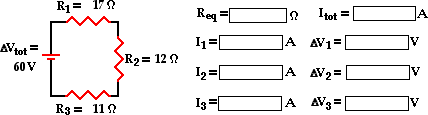 R1 = 17 Ω
ΔVtot =
60 V
R2 = 12 Ω
R3 = 11 Ω
Req = Ω
Itot = A
I1 = A
ΔV1 = V
I2 = A
ΔV2 = V
I3 = A
ΔV3 = V